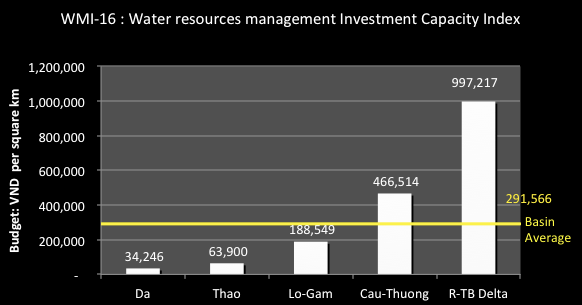 WMI-16 : Water resources management Investment Capacity Index
Budget: VND per square km
1,200,000
1,000,000
800,000
600,000
400,000
200,000
-
34,246
63,900
188,549
466,514
997,217
291,566
Basin
Average
Da
Thao
Lo-Gam
Cau-Thuong
R-TB Delta